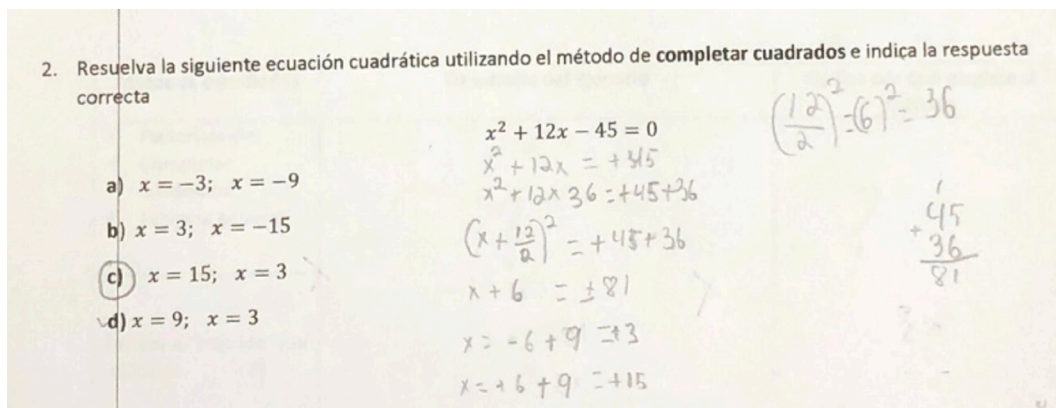 2. Resuelva la siguiente ecuación cuadrática utilizando el método de completar cuadrados e indica la respuesta
correcta
x² + 12x – 45 = 0
a) x = −3; x = −9
b) x = 3; x = −15
c) x = 15; x = 3
d) x = 9; x = 3
x² + 12x = +45
x² + 12x 36 = +45+36
(x + 12/2)² = +45+36
x + 6 = ±81
x = -6 + 9 = +3
x = +6 + 9 = +15
(12/2)² = (6)² = 36
1
45
+ 36
81